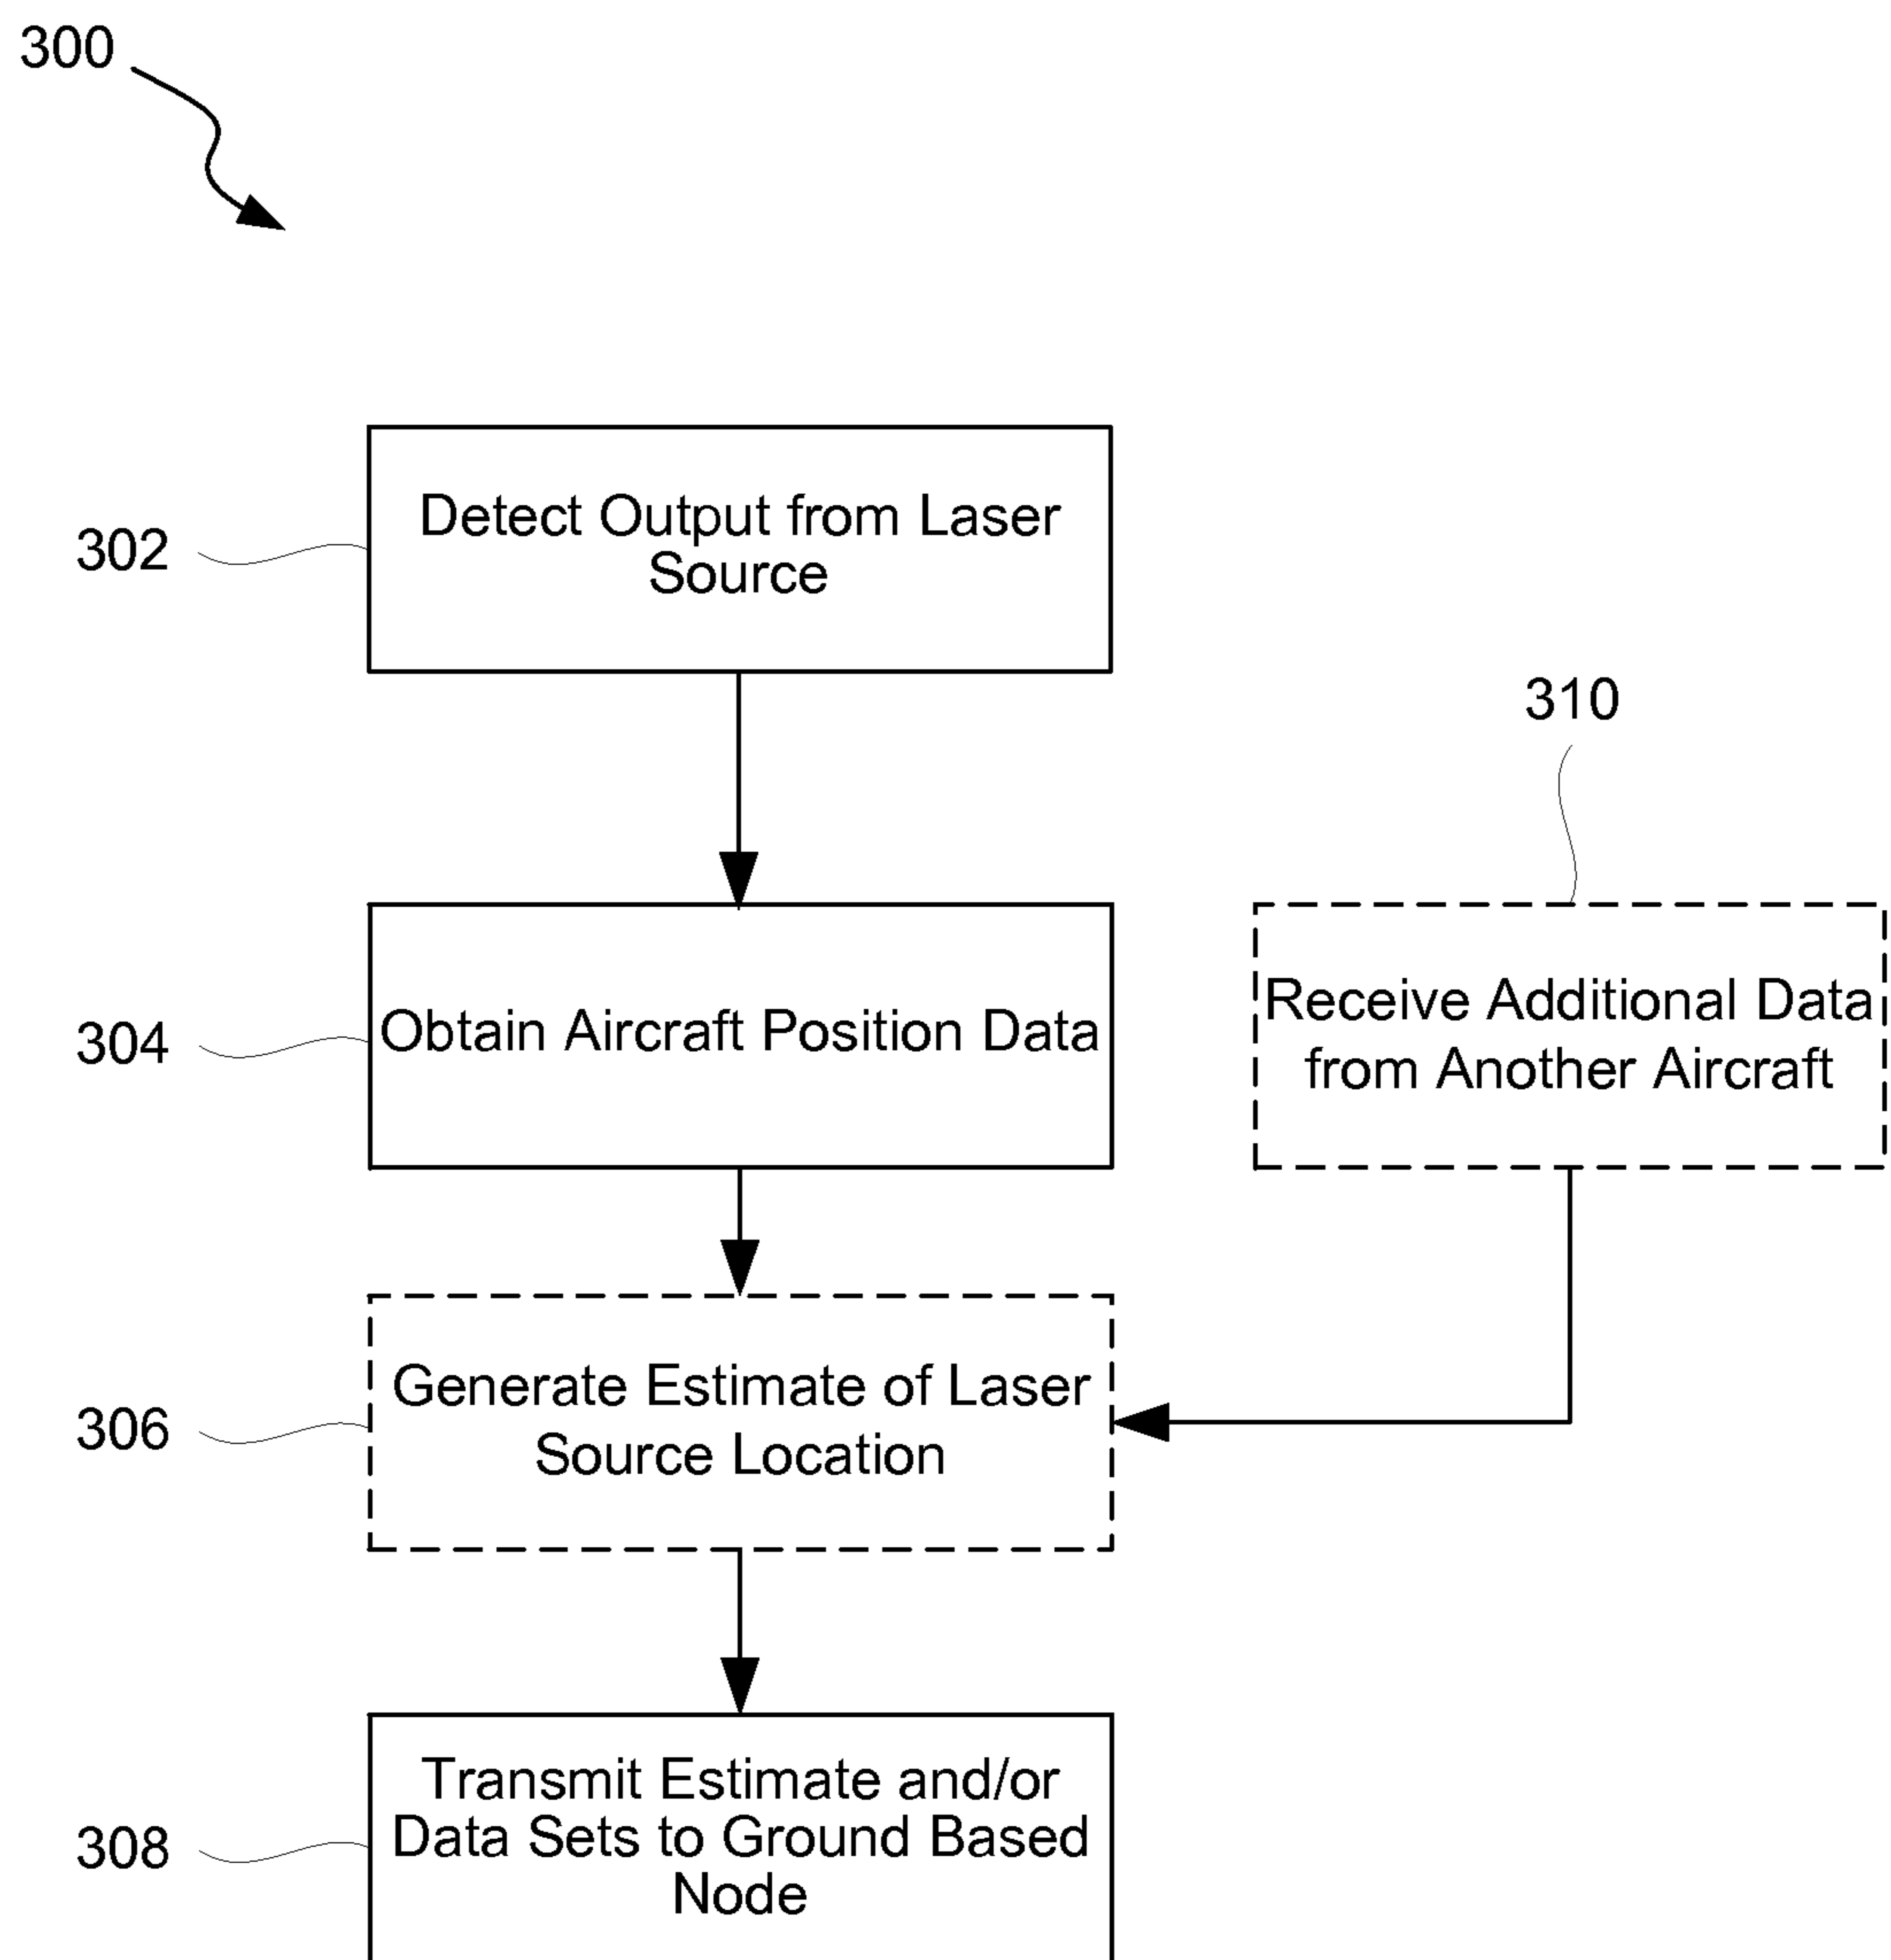 300
302
Detect Output from Laser
Source
310
304
Obtain Aircraft Position Data
Receive Additional Data
from Another Aircraft
306
Generate Estimate of Laser
Source Location
308
Transmit Estimate and/or
Data Sets to Ground Based
Node